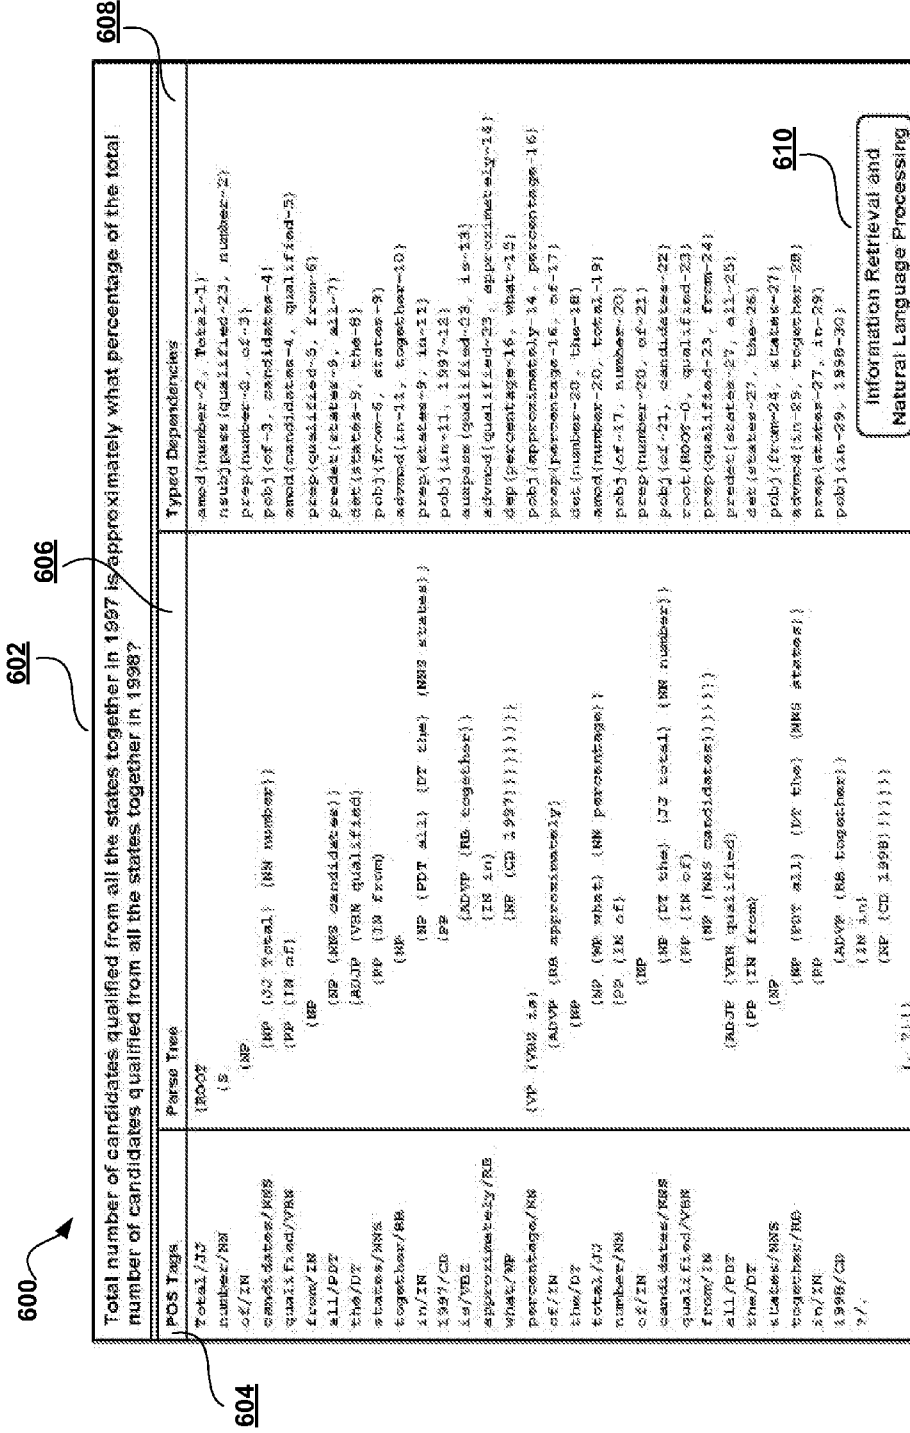 600
602
606
608
Total number of candidates qualified from all the states together in 1997 is approximately what percentage of the total
number of candidates qualified from all the states together in 1998?
604
POS Tags
Total/JJ
number/NN
of/IN
candidates/NNS
qualified/VBN
from/IN
all/PDT
the/DT
states/NNS
together/RB
in/IN
1997/CD
is/VBZ
approximately/RB
what/WP
percentage/NN
of/IN
the/DT
total/JJ
number/NN
of/IN
candidates/NNS
qualified/VBN
from/IN
all/PDT
the/DT
states/NNS
together/RB
in/IN
1998/CD
?/.
Parse Tree
(ROOT
(S
(NP
(NP (JJ Total) (NN number))
(PP (IN of)
(NP
(NP (NNS candidates))
(ADJP (VBN qualified)
(PP (IN from)
(NP
(NP (PDT all) (DT the) (NNS states))
(PP
(ADVP (RB together))
(IN in)
(NP (CD 1997)))))))))
(VP (VBZ is)
(ADVP (RB approximately)
(NP
(NP (WP what) (NN percentage))
(PP (IN of)
(NP
(NP (DT the) (JJ total) (NN number))
(PP (IN of)
(NP (NNS candidates)))))))
(ADJP (VBN qualified)
(PP (IN from)
(NP
(NP (PDT all) (DT the) (NNS states))
(PP
(ADVP (RB together))
(IN in)
(NP (CD 1998)))))))
(. ?)))
Typed Dependencies
amod(number-2, Total-1)
nsubjpass(qualified-23, number-2)
prep(number-2, of-3)
pobj(of-3, candidates-4)
amod(candidates-4, qualified-5)
prep(qualified-5, from-6)
predet(states-9, all-7)
det(states-9, the-8)
pobj(from-6, states-9)
advmod(in-11, together-10)
prep(states-9, in-11)
pobj(in-11, 1997-12)
auxpass(qualified-23, is-13)
advmod(qualified-23, approximately-14)
dep(percentage-16, what-15)
pobj(approximately-14, percentage-16)
prep(percentage-16, of-17)
det(number-20, the-18)
amod(number-20, total-19)
pobj(of-17, number-20)
prep(number-20, of-21)
pobj(of-21, candidates-22)
root(ROOT-0, qualified-23)
prep(qualified-23, from-24)
predet(states-27, all-25)
det(states-27, the-26)
pobj(from-24, states-27)
advmod(in-29, together-28)
prep(states-27, in-29)
pobj(in-29, 1998-30)
610
Information Retrieval and
Natural Language Processing